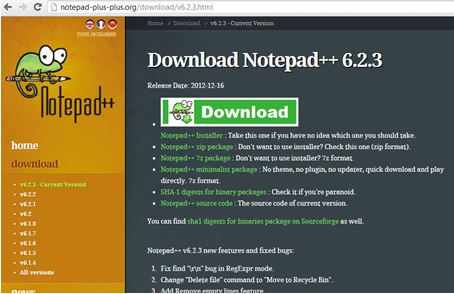 notepad-plus-plus.org/download/v6.2.3.html
more languages
Home > Download > v6.2.3 - Current Version
Notepad++
Download Notepad++ 6.2.3
Release Date: 2012-12-16
Download
Notepad++ Installer : Take this one if you have no idea which one you should take.
Notepad++ zip package : Don't want to use installer? Check this one (zip format).
Notepad++ 7z package : Don't want to use installer? 7z format.
Notepad++ minimalist package : No theme, no plugin, no updater, quick download and play
directly. 7z format.
SHA-1 digests for binary packages : Check it if you're paranoid.
Notepad++ source code : The source code of current version.
You can find sha1 digests for binaries package on Sourceforge as well.
Notepad++ v6.2.3 new features and fixed bugs:
1. Fix find "\r\n" bug in RegExpr mode.
2. Change "Delete file" command to "Move to Recycle Bin".
3. Add Remove empty lines feature.
home
download
v6.2.3 - Current Version
v6.2.2
v6.2.1
v6.2
v6.1.8
v6.1.7
v6.1.6
v6.1.5
v6.1.4
All versions
news